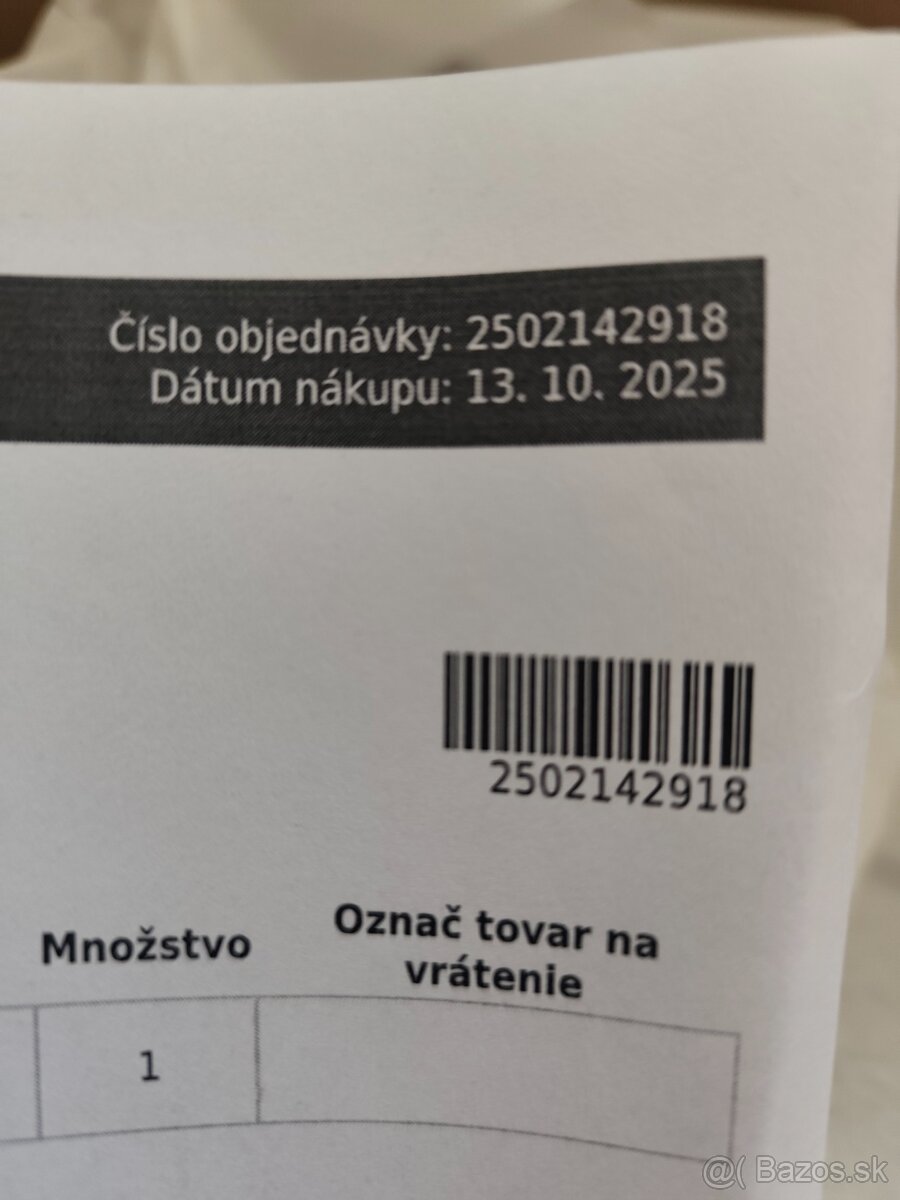 Číslo objednávky: 2502142918
Dátum nákupu: 13. 10. 2025
2502142918
Množstvo
Označ tovar na
vrátenie
1
@( Bazos.sk